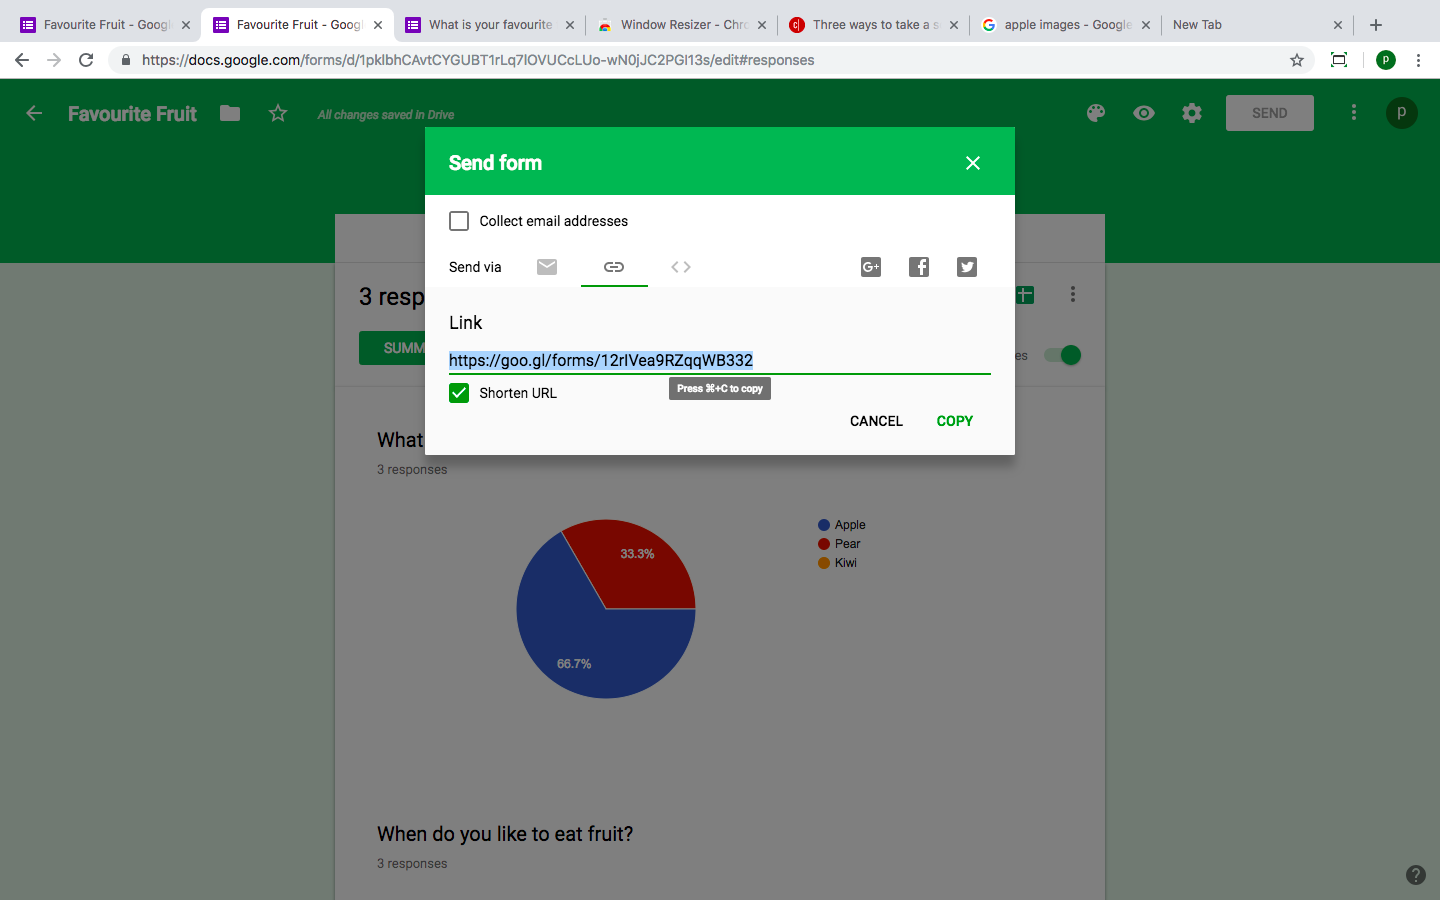 Favourite Fruit - Googl
Favourite Fruit - Googl
What is your favourite
Window Resizer - Chro
Three ways to take a s
apple images - Google
New Tab
https://docs.google.com/forms/d/1pklbhCAvtCYGUBT1rLq7lOVUCcLUo-wN0jJC2PGl13s/edit#responses
p
Favourite Fruit
All changes saved in Drive
SEND
p
Send form
Collect email addresses
Send via
G+
3 resp
Link
SUMM
es
https://goo.gl/forms/12rIVea9RZqqWB332
Press ⌘+C to copy
Shorten URL
CANCEL
COPY
What
3 responses
Apple
Pear
Kiwi
33.3%
66.7%
When do you like to eat fruit?
3 responses